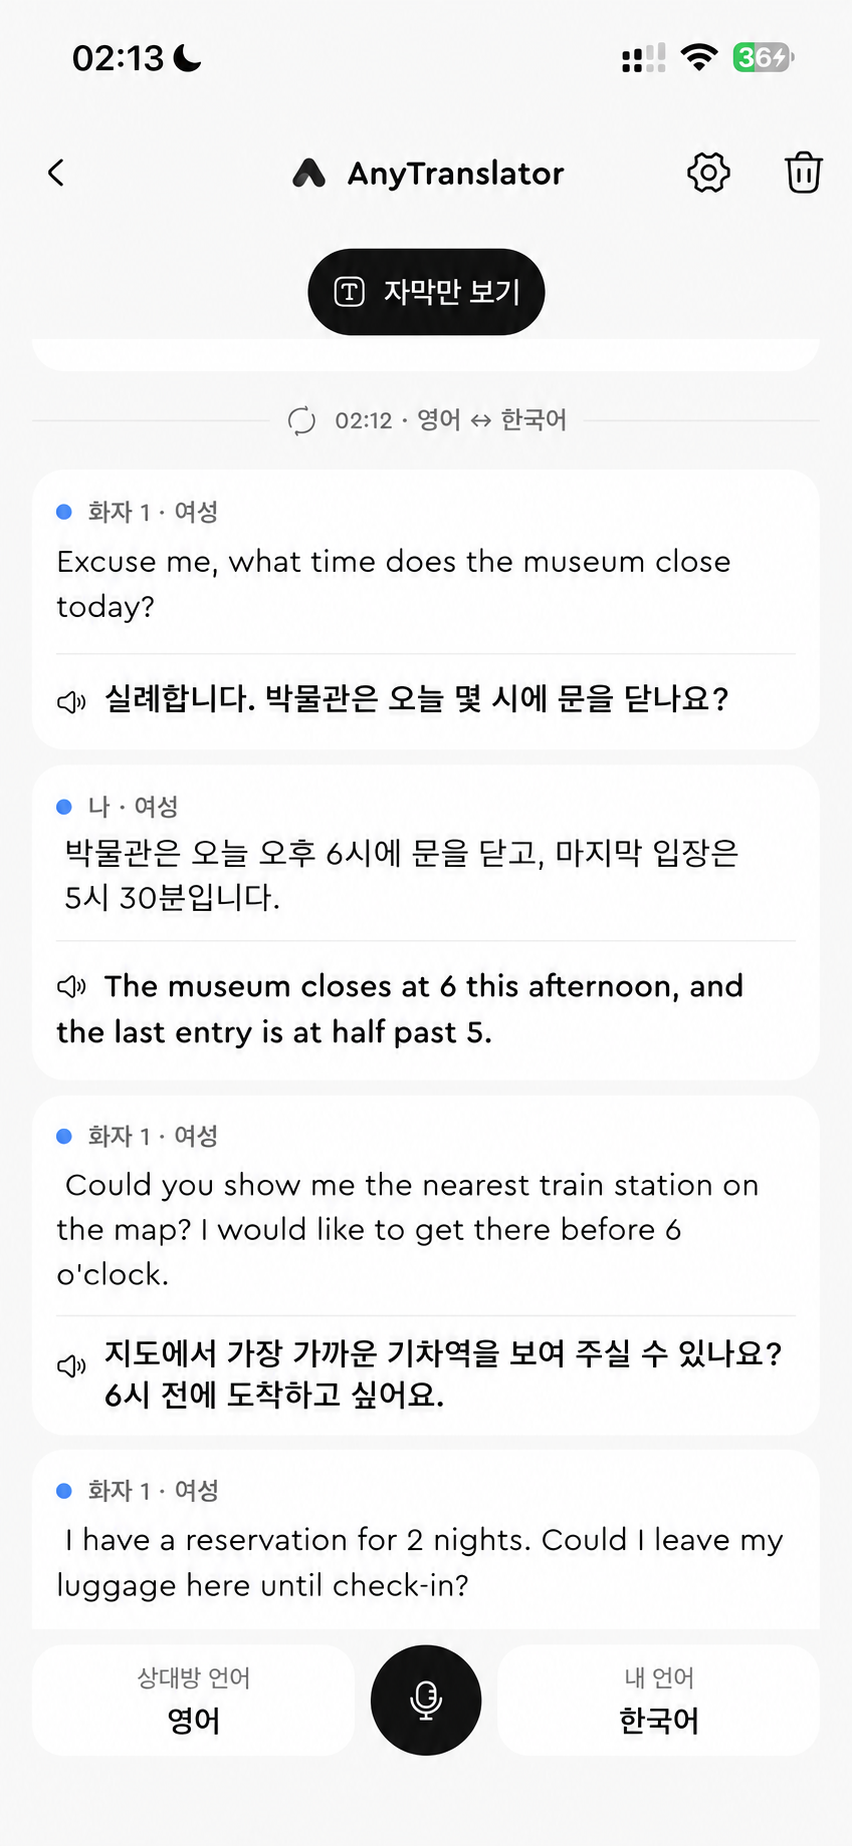 02:13
36
AnyTranslator
자막만 보기
02:12 · 영어 ↔ 한국어
화자 1 · 여성
Excuse me, what time does the museum close
today?
실례합니다. 박물관은 오늘 몇 시에 문을 닫나요?
나 · 여성
박물관은 오늘 오후 6시에 문을 닫고, 마지막 입장은
5시 30분입니다.
The museum closes at 6 this afternoon, and
the last entry is at half past 5.
화자 1 · 여성
Could you show me the nearest train station on
the map? I would like to get there before 6
o'clock.
지도에서 가장 가까운 기차역을 보여 주실 수 있나요?
6시 전에 도착하고 싶어요.
화자 1 · 여성
I have a reservation for 2 nights. Could I leave my
luggage here until check-in?
상대방 언어
영어
내 언어
한국어